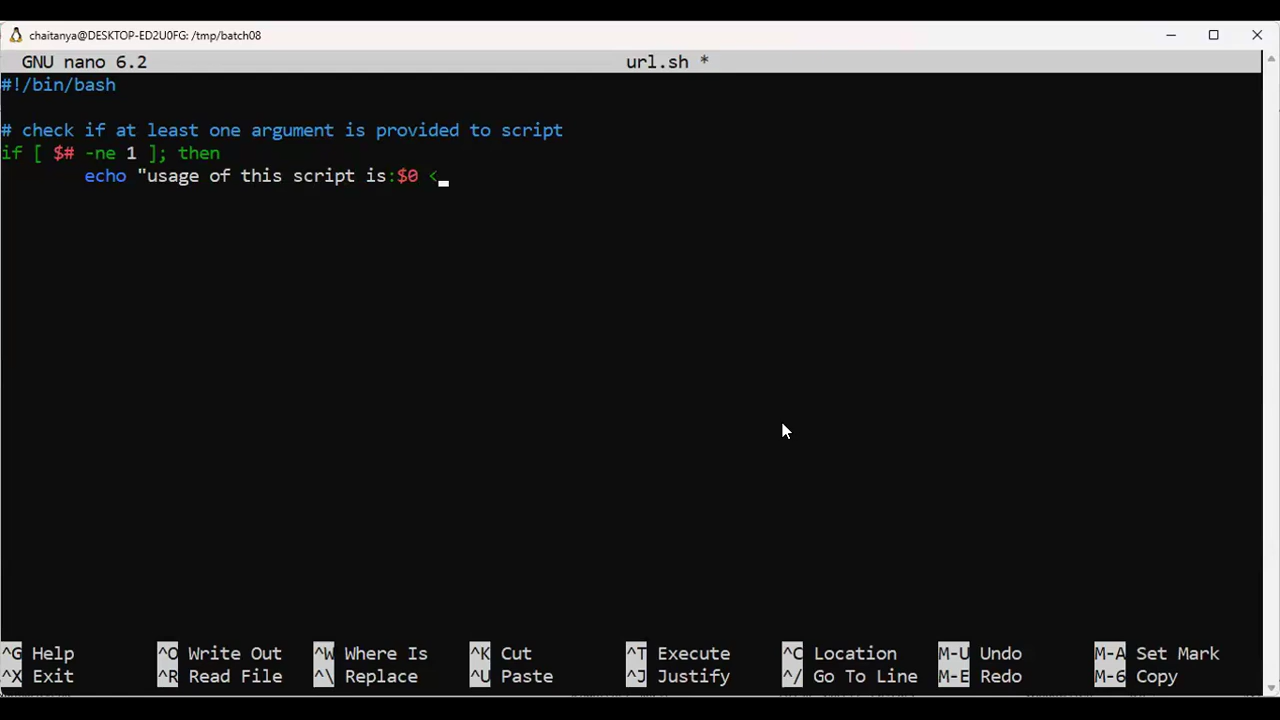 chaitanya@DESKTOP-ED2U0FG: /tmp/batch08
GNU nano 6.2 url.sh *
#!/bin/bash
# check if at least one argument is provided to script
if [ $# -ne 1 ]; then
echo "usage of this script is:$0 <
^G Help ^O Write Out ^W Where Is ^K Cut ^T Execute ^C Location M-U Undo M-A Set Mark
^X Exit ^R Read File ^\ Replace ^U Paste ^J Justify ^/ Go To Line M-E Redo M-6 Copy